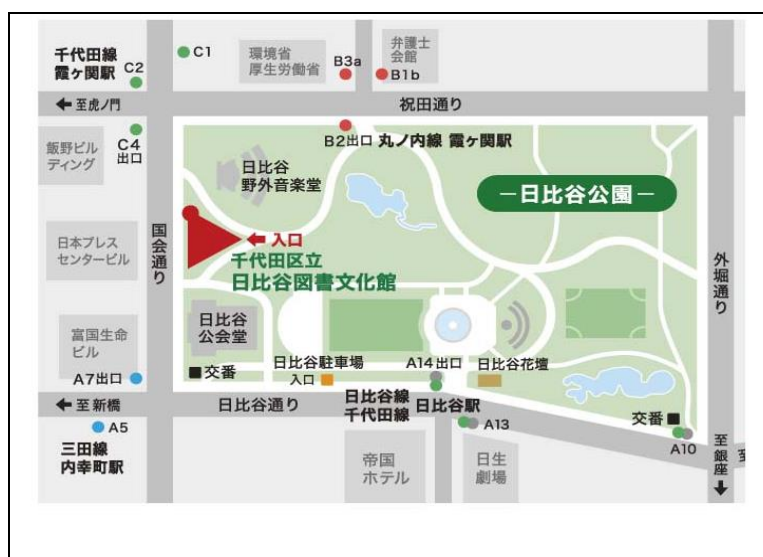 千代田線
霞ヶ関駅
C2
C1
環境省
厚生労働省
B3a
弁護士
会館
B1b
← 至虎ノ門
祝田通り
飯野ビル
ディング
C4
出口
B2出口 丸ノ内線 霞ヶ関駅
日比谷
野外音楽堂
－日比谷公園－
日本プレス
センタービル
国会通り
← 入口
千代田区立
日比谷図書文化館
外堀通り
富国生命
ビル
日比谷
公会堂
A7出口
■交番
日比谷駐車場
入口
A14出口
日比谷花壇
← 至新橋
日比谷通り
日比谷線
千代田線
日比谷駅
交番■
A5
A13
A10
三田線
内幸町駅
帝国
ホテル
日生
劇場
至銀座
↓